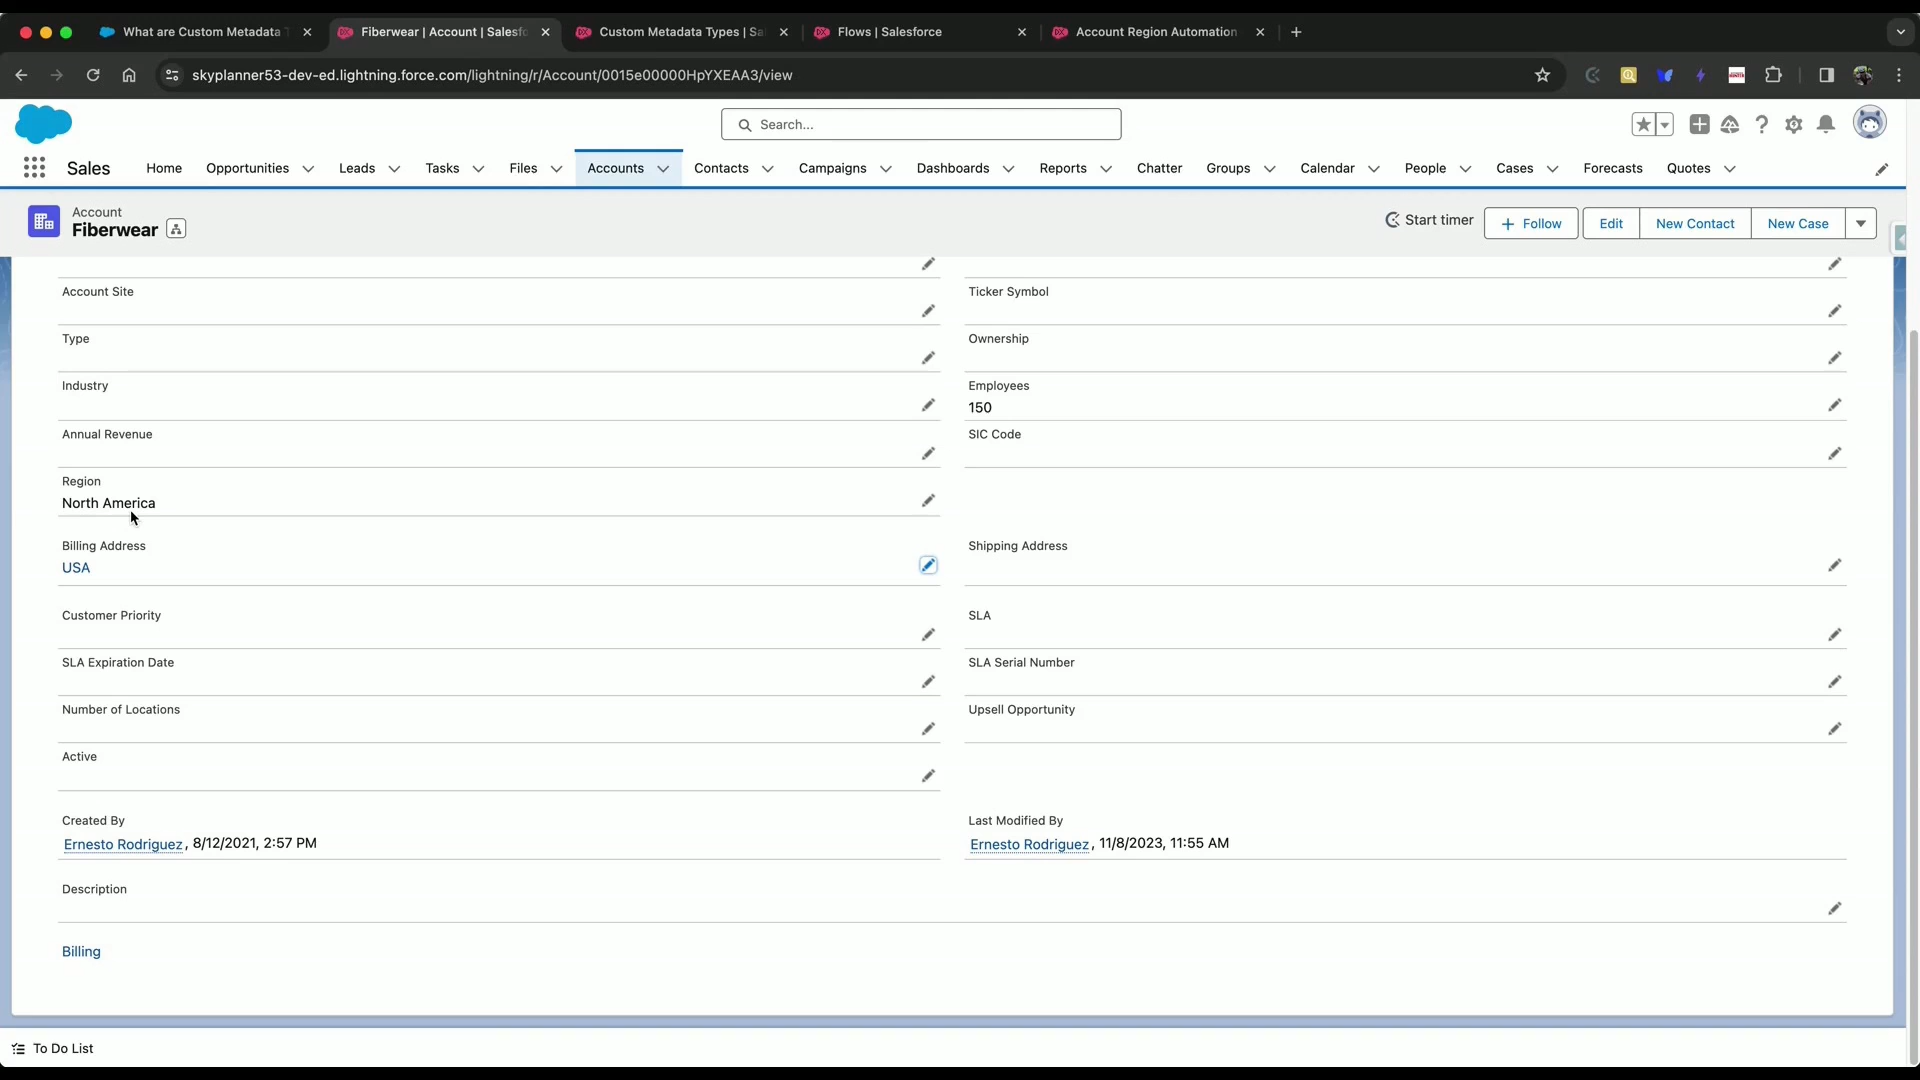 What are Custom Metadata T
Fiberwear | Account | Salesfo
Custom Metadata Types | Sa
Flows | Salesforce
Account Region Automation
skyplanner53-dev-ed.lightning.force.com/lightning/r/Account/0015e00000HpYXEAA3/view
Search...
Sales
Home
Opportunities
Leads
Tasks
Files
Accounts
Contacts
Campaigns
Dashboards
Reports
Chatter
Groups
Calendar
People
Cases
Forecasts
Quotes
Account
Fiberwear
Start timer
Follow
Edit
New Contact
New Case
Account Site
Ticker Symbol
Type
Ownership
Industry
Employees
150
Annual Revenue
SIC Code
Region
North America
Billing Address
USA
Shipping Address
Customer Priority
SLA
SLA Expiration Date
SLA Serial Number
Number of Locations
Upsell Opportunity
Active
Created By
Ernesto Rodriguez, 8/12/2021, 2:57 PM
Last Modified By
Ernesto Rodriguez, 11/8/2023, 11:55 AM
Description
Billing
To Do List